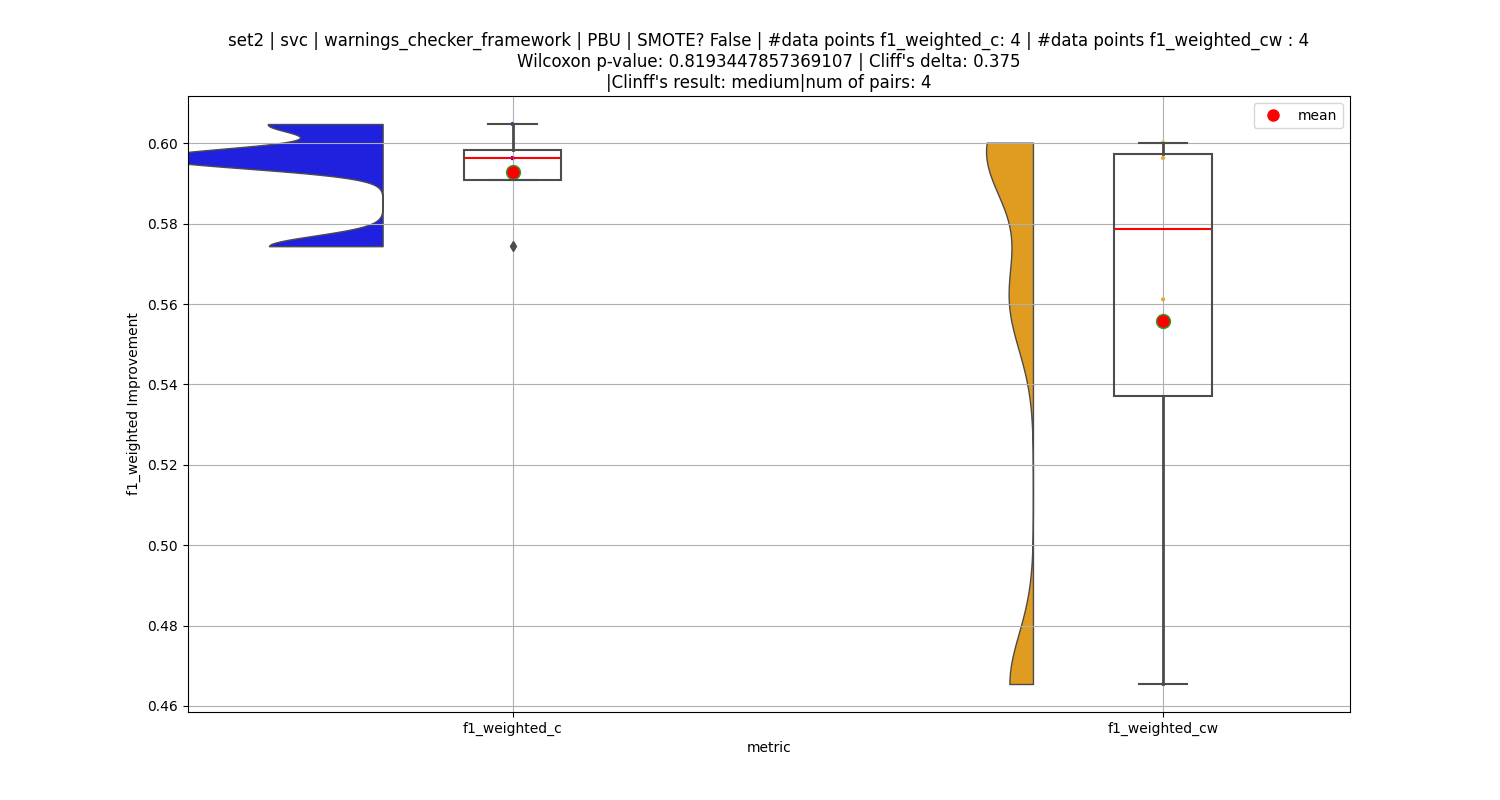 set2 | svc | warnings_checker_framework | PBU | SMOTE? False | #data points f1_weighted_c: 4 | #data points f1_weighted_cw : 4
Wilcoxon p-value: 0.8193447857369107 | Cliff's delta: 0.375
|Clinff's result: medium|num of pairs: 4
mean
0.60
0.58
0.56
0.54
0.52
0.50
0.48
0.46
f1_weighted Improvement
f1_weighted_c
f1_weighted_cw
metric